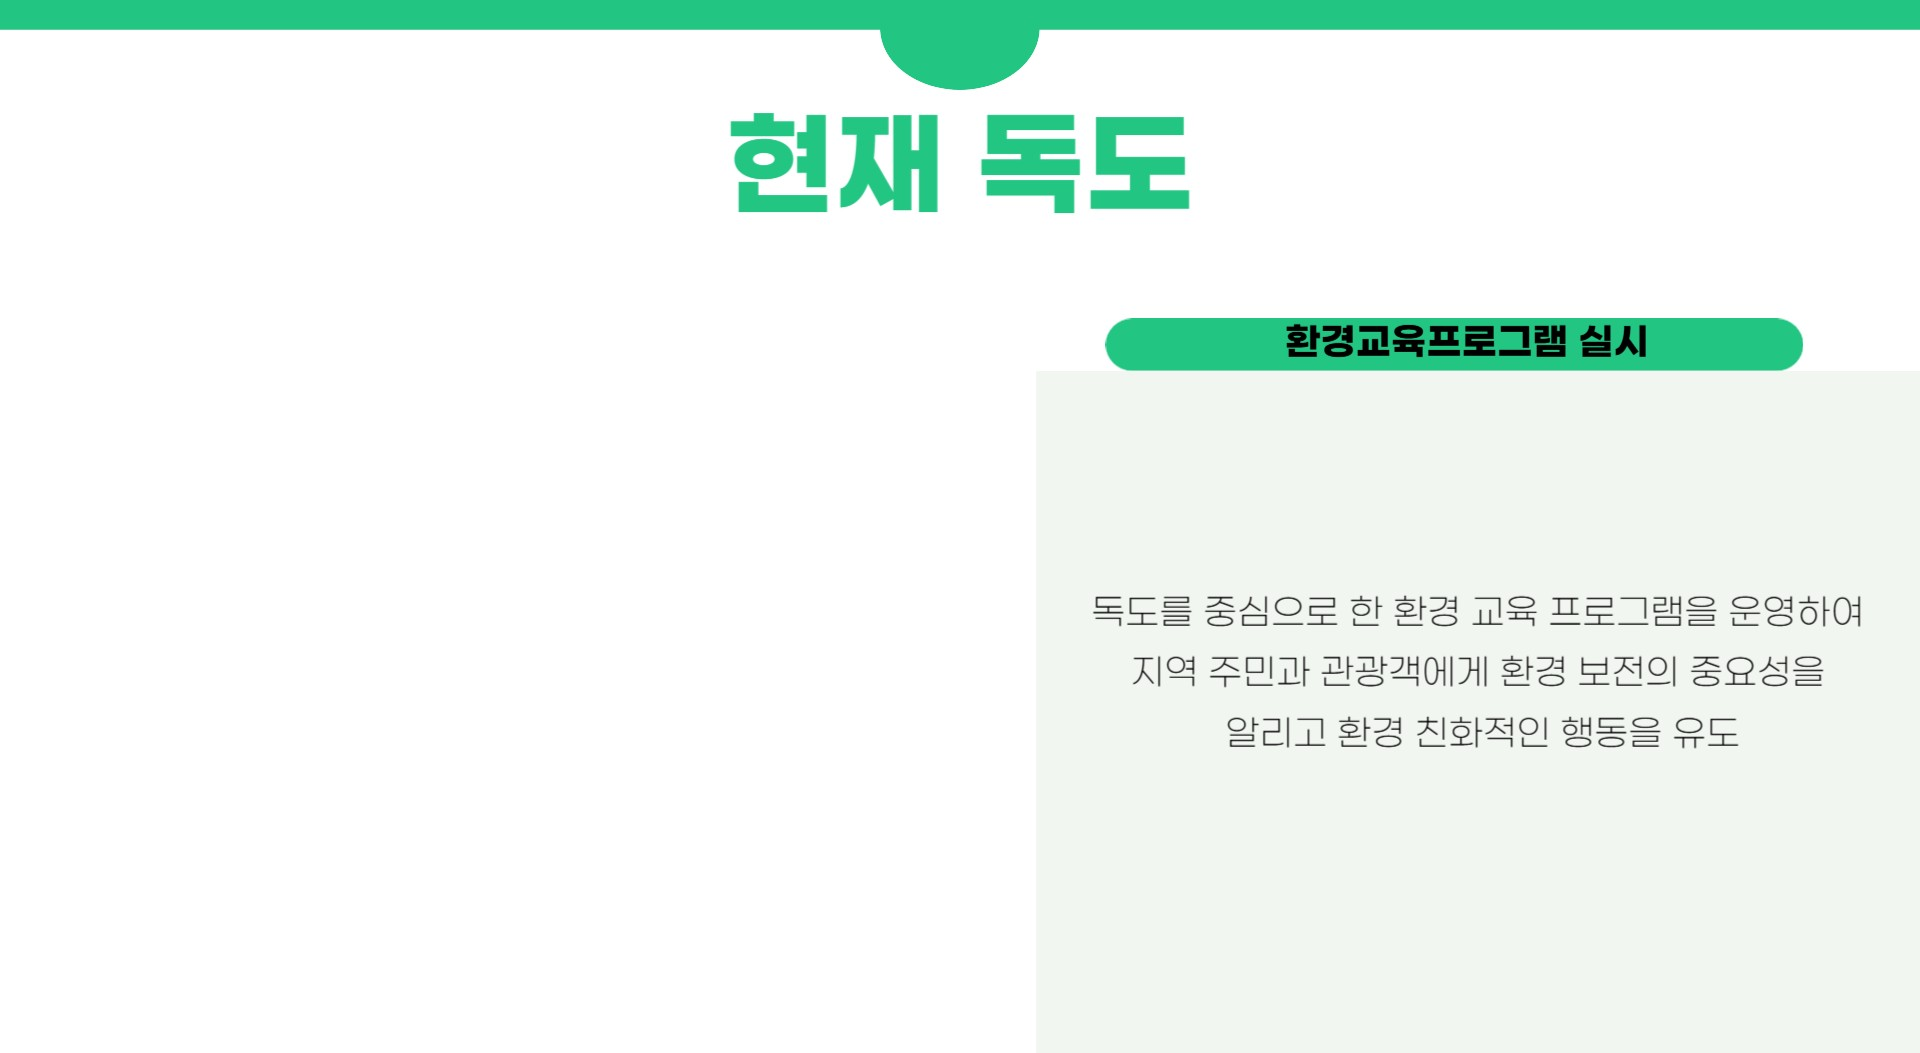 현재 독도
환경교육프로그램 실시
독도를 중심으로 한 환경 교육 프로그램을 운영하여
지역 주민과 관광객에게 환경 보전의 중요성을
알리고 환경 친화적인 행동을 유도